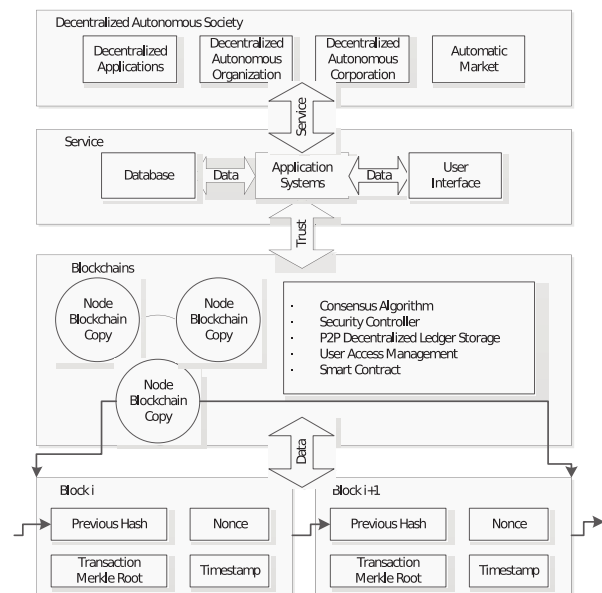 Decentralized Autonomous Society
Decentralized
Applications
Decentralized
Autonomous
Organization
Decentralized
Autonomous
Corporation
Automatic
Market
Service
Service
Database
Data
Application
Systems
Data
User
Interface
Trust
Blockchains
Node
Blockchain
Copy
Node
Blockchain
Copy
Node
Blockchain
Copy
· Consensus Algorithm
· Security Controller
· P2P Decentralized Ledger Storage
· User Access Management
· Smart Contract
Data
Block i
Previous Hash
Nonce
Transaction
Merkle Root
Timestamp
Block i+1
Previous Hash
Nonce
Transaction
Merkle Root
Timestamp